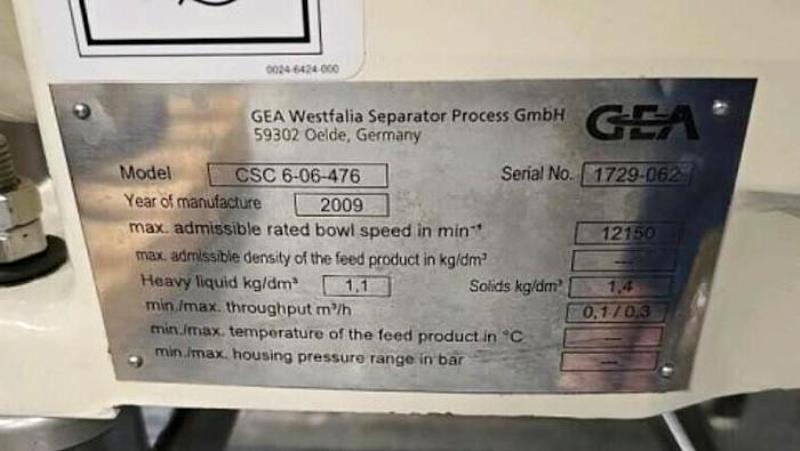 0024-6424-000
GEA Westfalia Separator Process GmbH GEA
59302 Oelde, Germany
Model CSC 6-06-476 Serial No. 1729-062
Year of manufacture 2009
max. admissible rated bowl speed in min⁻¹ 12150
max. admissible density of the feed product in kg/dm³ ---
Heavy liquid kg/dm³ 1,1 Solids kg/dm³ 1,4
min./max. throughput m³/h 0,1 / 0,3
min./max. temperature of the feed product in °C ---
min./max. housing pressure range in bar ---